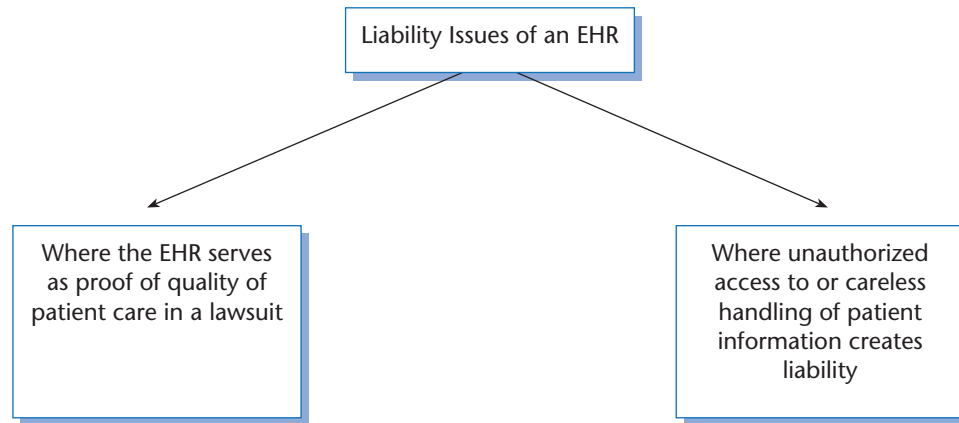 Liability Issues of an EHR
Where the EHR serves
as proof of quality of
patient care in a lawsuit
Where unauthorized
access to or careless
handling of patient
information creates
liability